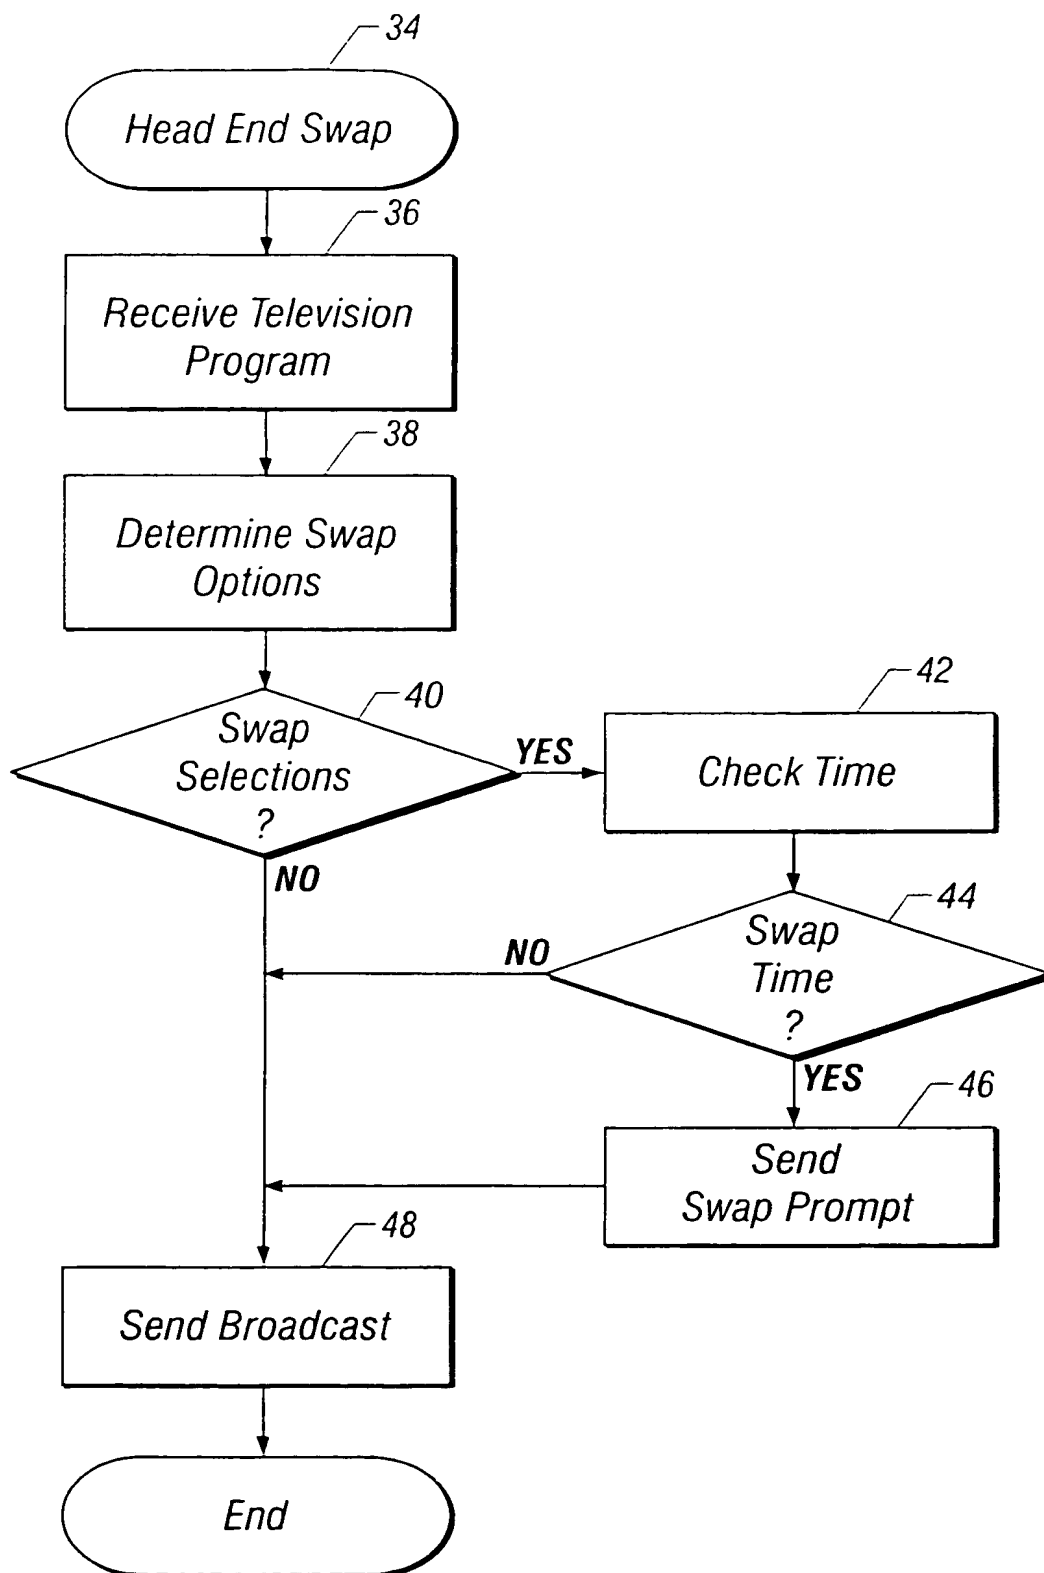 34
Head End Swap
36
Receive Television
Program
38
Determine Swap
Options
40
Swap
Selections
?
YES
NO
42
Check Time
44
Swap
Time
?
NO
YES
46
Send
Swap Prompt
48
Send Broadcast
End